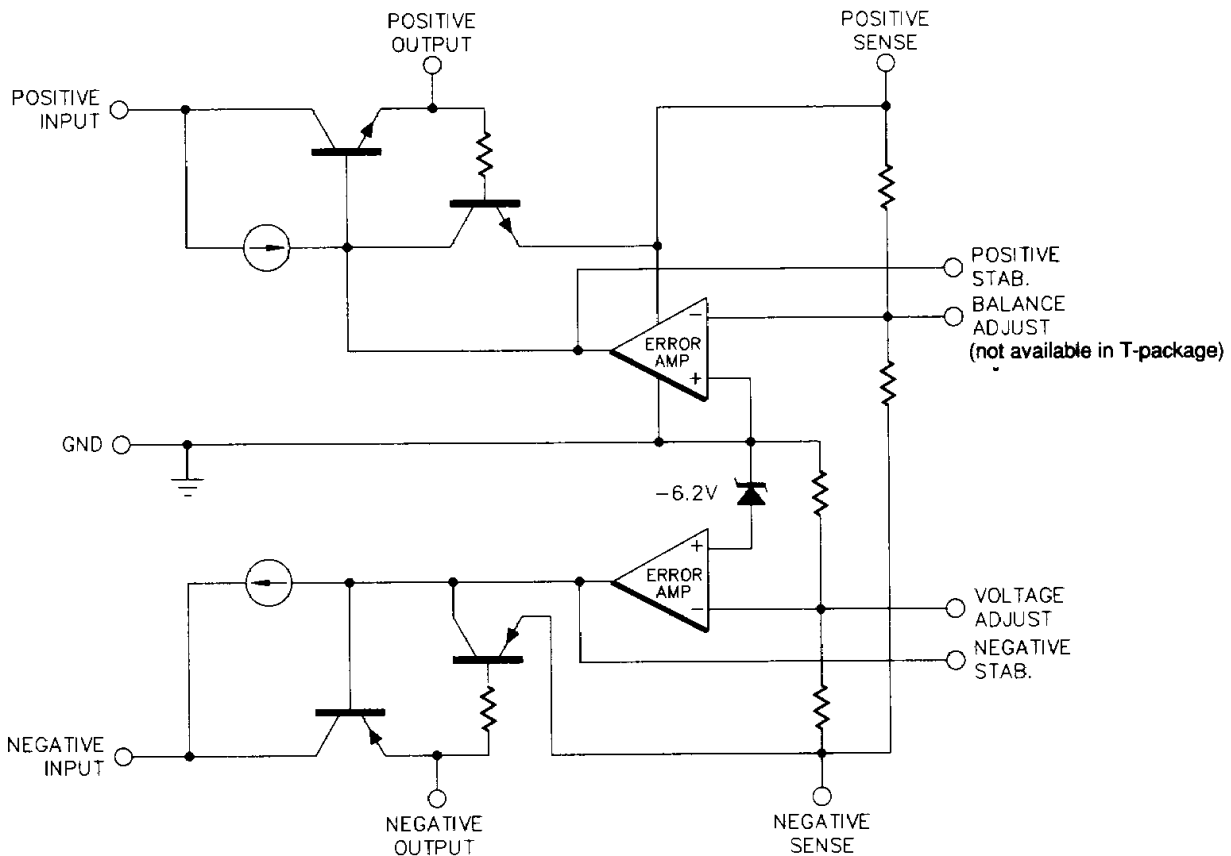 POSITIVE
OUTPUT
POSITIVE
SENSE
POSITIVE
INPUT
POSITIVE
STAB.
BALANCE
ADJUST
(not available in T-package)
−
ERROR
AMP
+
GND
−6.2V
+
ERROR
AMP
−
VOLTAGE
ADJUST
NEGATIVE
STAB.
NEGATIVE
INPUT
NEGATIVE
OUTPUT
NEGATIVE
SENSE